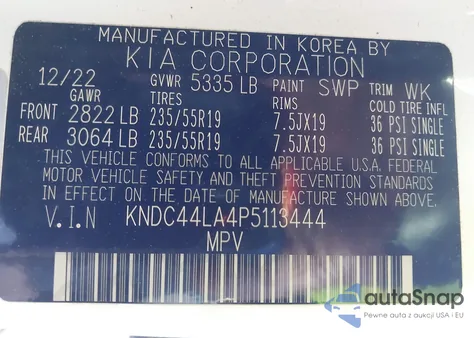 MANUFACTURED IN KOREA BY
KIA CORPORATION
12/22 GVWR 5335 LB PAINT SWP TRIM WK
GAWR TIRES RIMS COLD TIRE INFL
FRONT 2822 LB 235/55R19 7.5JX19 36 PSI SINGLE
REAR 3064 LB 235/55R19 7.5JX19 36 PSI SINGLE
THIS VEHICLE CONFORMS TO ALL APPLICABLE U.S.A. FEDERAL
MOTOR VEHICLE SAFETY AND THEFT PREVENTION STANDARDS
IN EFFECT ON THE DATE OF MANUFACTURE SHOWN ABOVE
V.I.N KNDC44LA4P5113444
MPV
autoSnap
Pewne auta z aukcji USA i EU